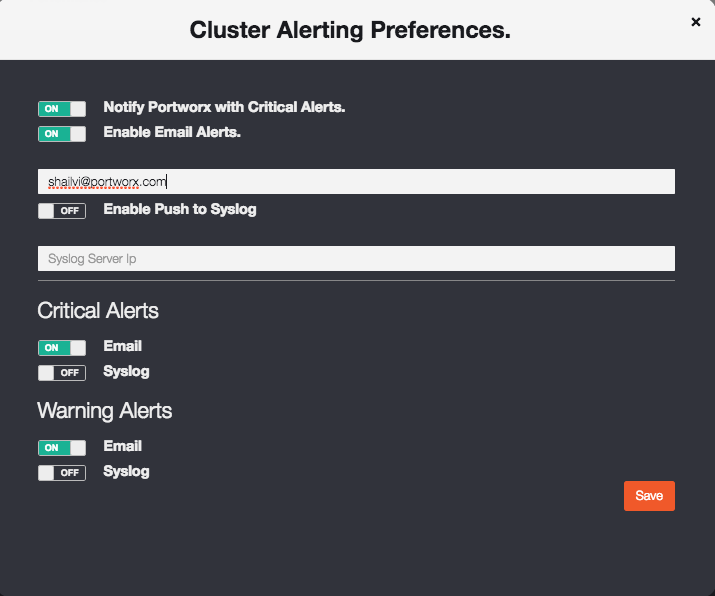 Cluster Alerting Preferences.
×
ON Notify Portworx with Critical Alerts.
ON Enable Email Alerts.
shailvi@portworx.com
OFF Enable Push to Syslog
Syslog Server Ip
Critical Alerts
ON Email
OFF Syslog
Warning Alerts
ON Email
OFF Syslog
Save